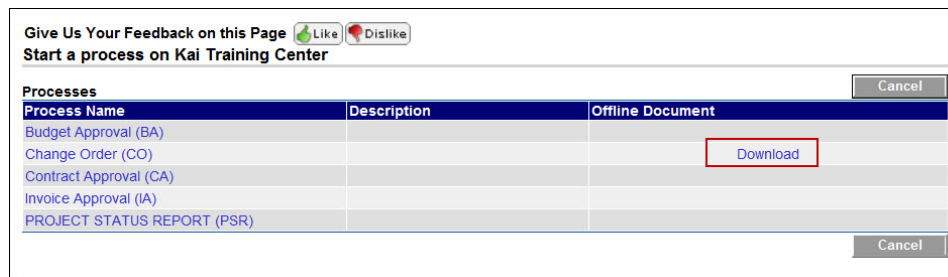 Give Us Your Feedback on this Page Like Dislike
Start a process on Kai Training Center
Processes Cancel
Process Name Description Offline Document
Budget Approval (BA)
Change Order (CO) Download
Contract Approval (CA)
Invoice Approval (IA)
PROJECT STATUS REPORT (PSR)
Cancel